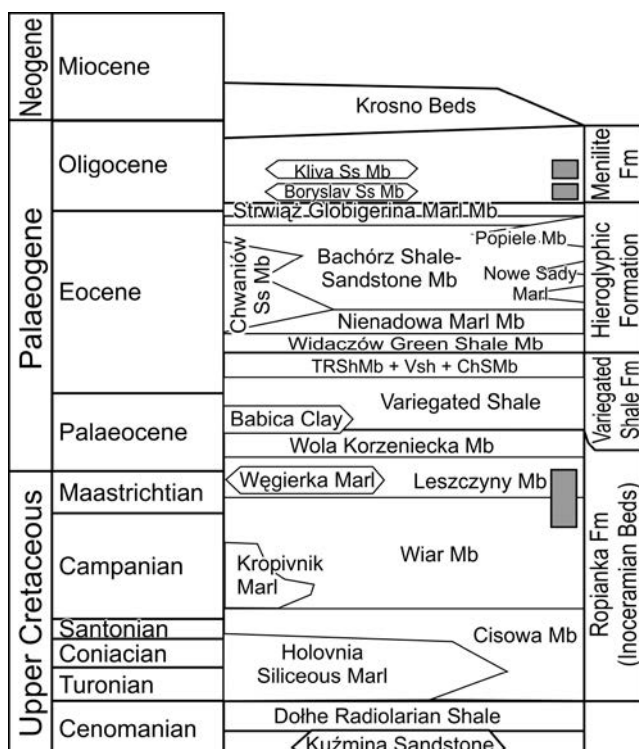 Neogene
Miocene
Krosno Beds
Palaeogene
Oligocene
Kliva Ss Mb
Boryslav Ss Mb
Menilite
Fm
Strwiąż Globigerina Marl Mb
Eocene
Chwaniów
Ss Mb
Bachórz Shale-
Sandstone Mb
Popiele Mb
Nowe Sady
Marl
Hieroglyphic
Formation
Nienadowa Marl Mb
Widaczów Green Shale Mb
TRShMb + Vsh + ChSMb
Variegated Shale
Variegated
Shale Fm
Palaeocene
Babica Clay
Wola Korzeniecka Mb
Upper Cretaceous
Maastrichtian
Węgierka Marl
Leszczyny Mb
Campanian
Kropivnik
Marl
Wiar Mb
Ropianka Fm
(Inoceramian Beds)
Santonian
Coniacian
Turonian
Holovnia
Siliceous Marl
Cisowa Mb
Cenomanian
Dołhe Radiolarian Shale
Kuźmina Sandstone